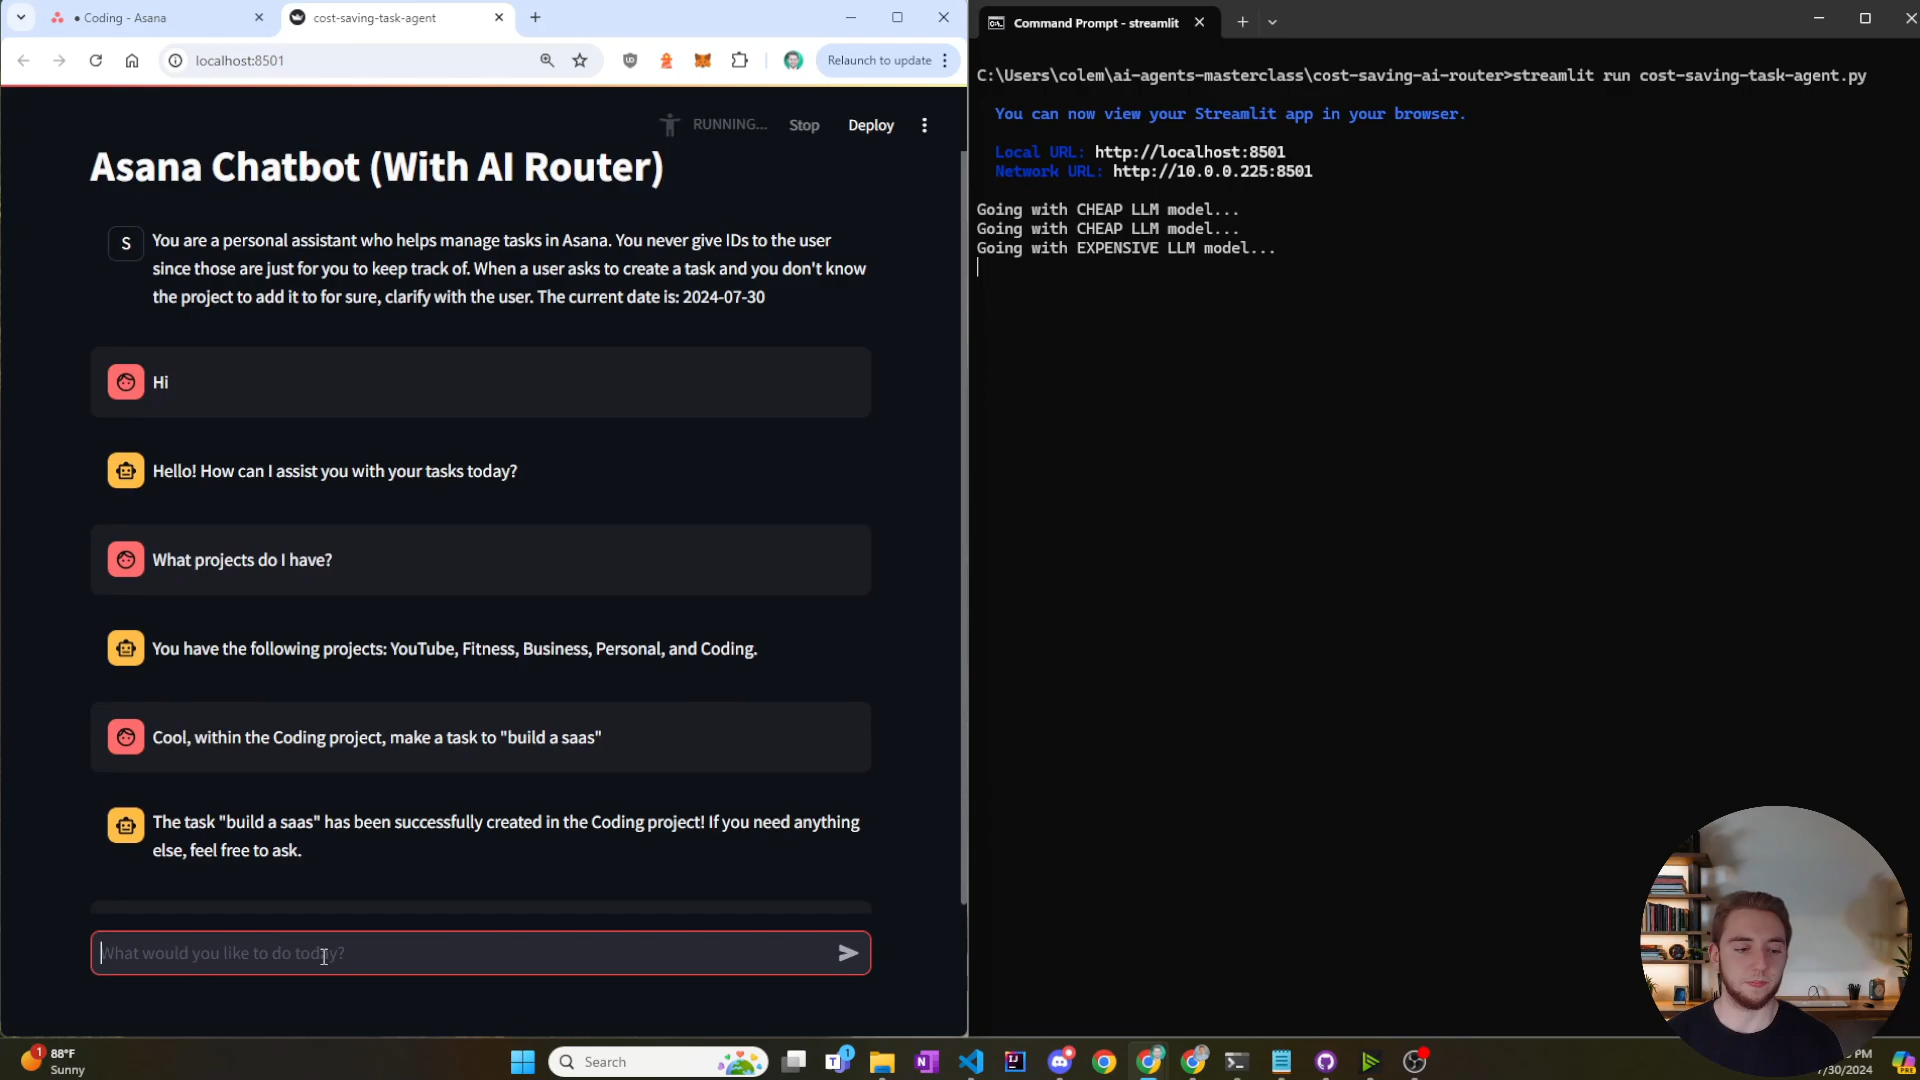 ● Coding - Asana
cost-saving-task-agent
localhost:8501
Relaunch to update
RUNNING...
Stop
Deploy
Asana Chatbot (With AI Router)
S
You are a personal assistant who helps manage tasks in Asana. You never give IDs to the user
since those are just for you to keep track of. When a user asks to create a task and you don't know
the project to add it to for sure, clarify with the user. The current date is: 2024-07-30
Hi
Hello! How can I assist you with your tasks today?
What projects do I have?
You have the following projects: YouTube, Fitness, Business, Personal, and Coding.
Cool, within the Coding project, make a task to "build a saas"
The task "build a saas" has been successfully created in the Coding project! If you need anything
else, feel free to ask.
What would you like to do today?
Command Prompt - streamlit
C:\Users\colem\ai-agents-masterclass\cost-saving-ai-router>streamlit run cost-saving-task-agent.py
You can now view your Streamlit app in your browser.
Local URL: http://localhost:8501
Network URL: http://10.0.0.225:8501
Going with CHEAP LLM model...
Going with CHEAP LLM model...
Going with EXPENSIVE LLM model...
1
88°F
Sunny
Search
1
PM
7/30/2024